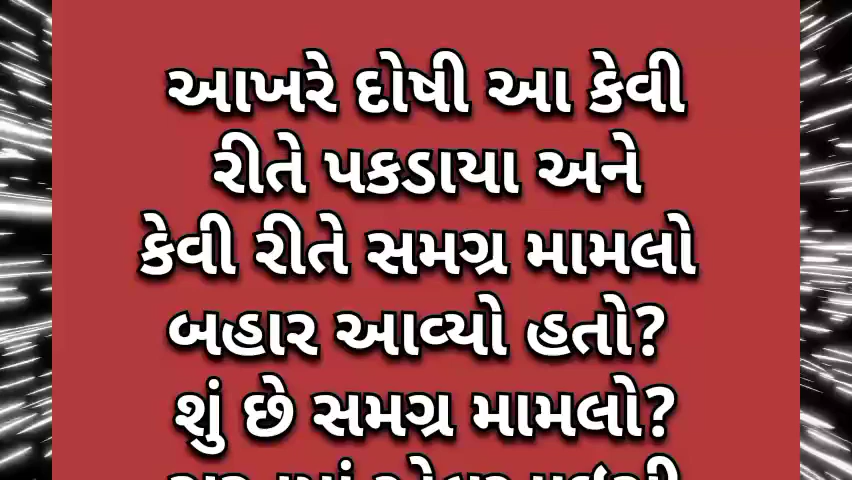 આખરે દોષી આ કેવી
રીતે પકડાયા અને
કેવી રીતે સમગ્ર મામલો
બહાર આવ્યો હતો?
શું છે સમગ્ર મામલો?